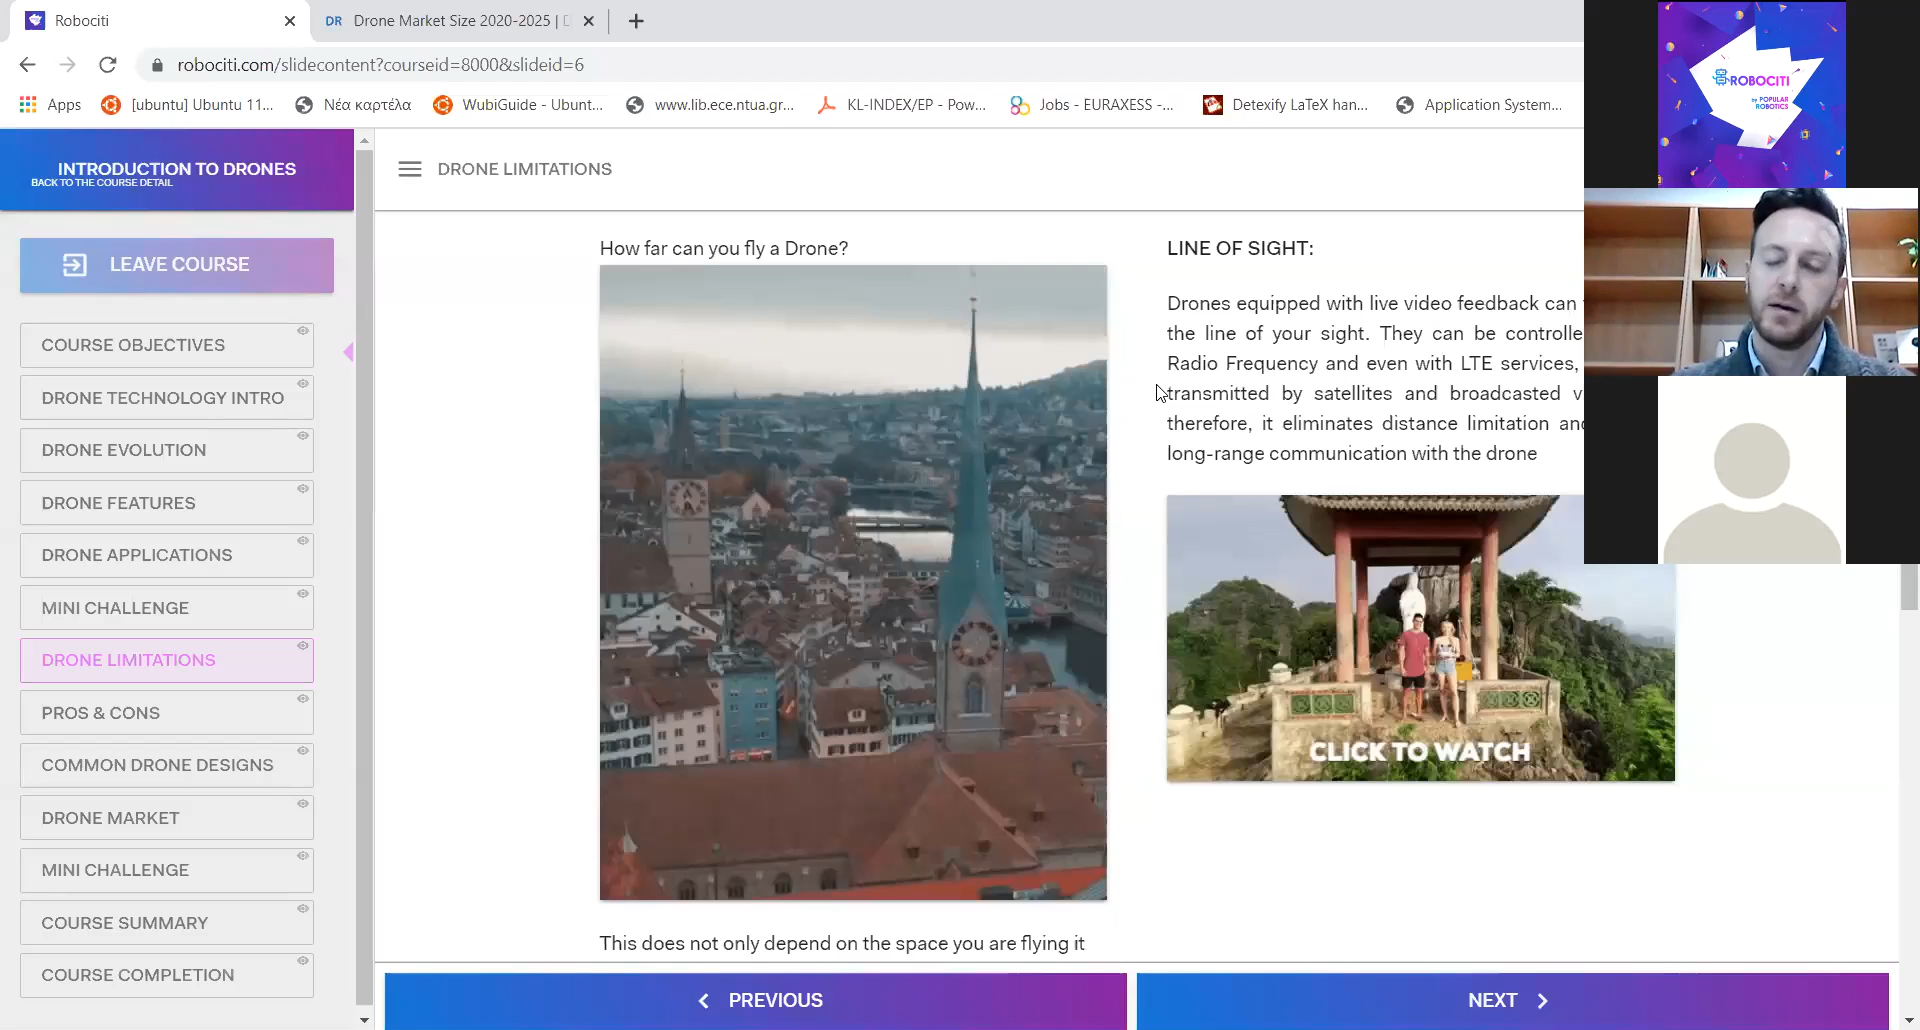 Robociti
DR Drone Market Size 2020-2025 |
robociti.com/slidecontent?courseid=8000&slideid=6
Apps
[ubuntu] Ubuntu 11...
Νέα καρτέλα
WubiGuide - Ubunt...
www.lib.ece.ntua.gr...
KL-INDEX/EP - Pow...
Jobs - EURAXESS -...
Detexify LaTeX han...
Application System...
ROBOCITI
by POPULAR
ROBOTICS
INTRODUCTION TO DRONES
BACK TO THE COURSE DETAIL
LEAVE COURSE
COURSE OBJECTIVES
DRONE TECHNOLOGY INTRO
DRONE EVOLUTION
DRONE FEATURES
DRONE APPLICATIONS
MINI CHALLENGE
DRONE LIMITATIONS
PROS & CONS
COMMON DRONE DESIGNS
DRONE MARKET
MINI CHALLENGE
COURSE SUMMARY
COURSE COMPLETION
DRONE LIMITATIONS
How far can you fly a Drone?
This does not only depend on the space you are flying it
LINE OF SIGHT:
Drones equipped with live video feedback can
the line of your sight. They can be
Radio Frequency and even with LTE services,
transmitted by satellites and broadcasted
therefore, it eliminates distance limitation
long-range communication with the drone
CLICK TO WATCH
PREVIOUS
NEXT